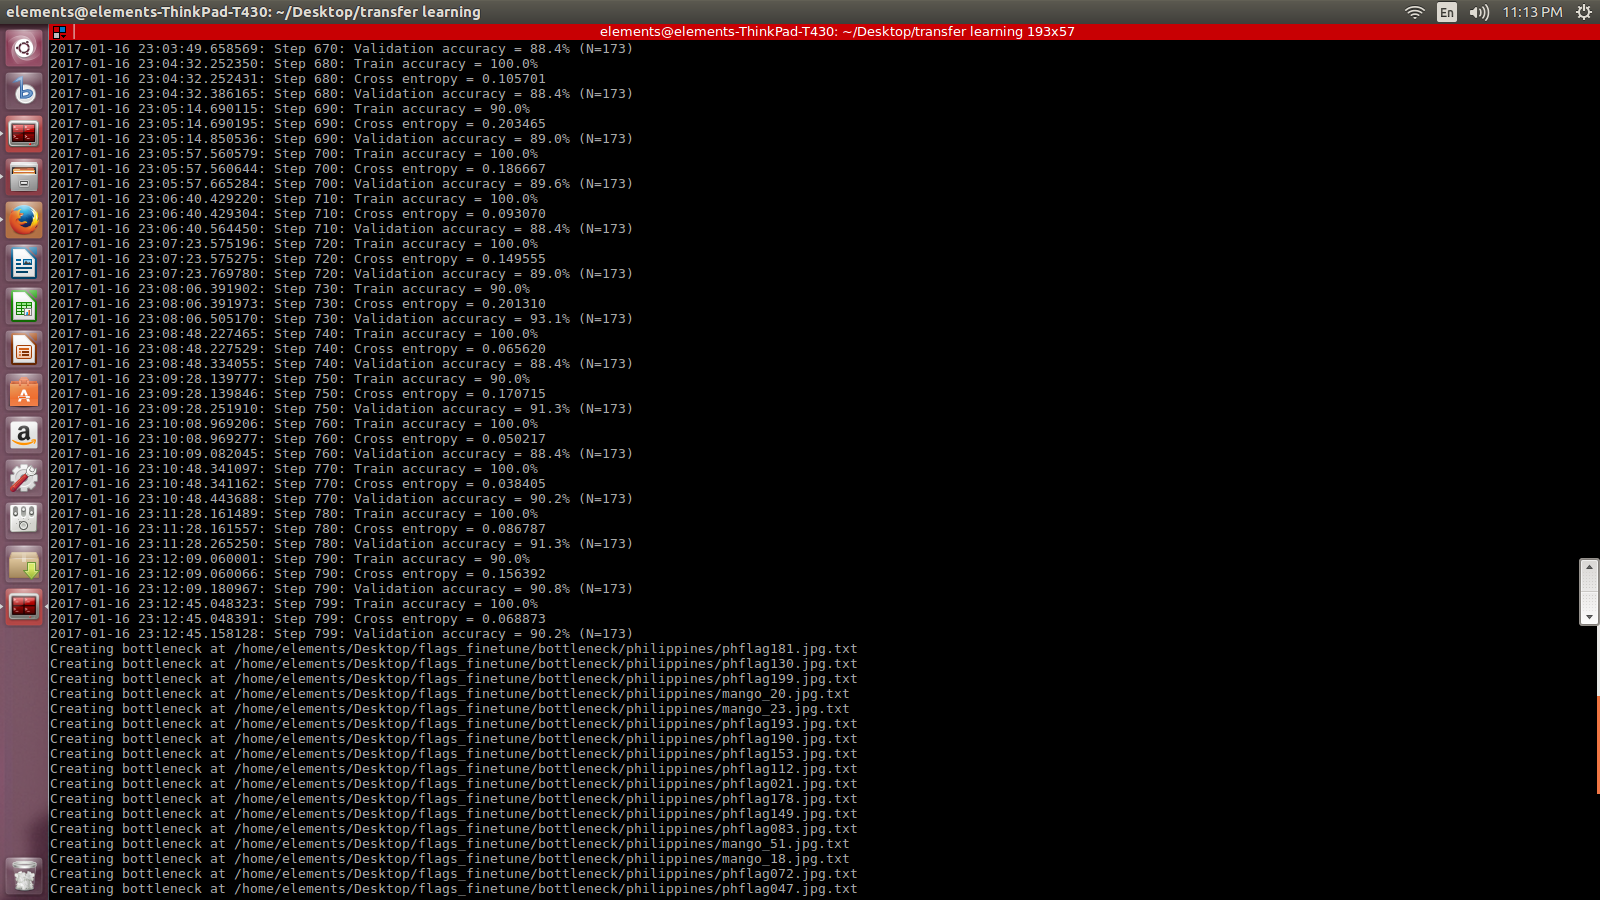 elements@elements-ThinkPad-T430: ~/Desktop/transfer learning
En
11:13 PM
elements@elements-ThinkPad-T430: ~/Desktop/transfer learning 193x57
2017-01-16 23:03:49.658569: Step 670: Validation accuracy = 88.4% (N=173)
2017-01-16 23:04:32.252350: Step 680: Train accuracy = 100.0%
2017-01-16 23:04:32.252431: Step 680: Cross entropy = 0.105701
2017-01-16 23:04:32.386165: Step 680: Validation accuracy = 88.4% (N=173)
2017-01-16 23:05:14.690115: Step 690: Train accuracy = 90.0%
2017-01-16 23:05:14.690195: Step 690: Cross entropy = 0.203465
2017-01-16 23:05:14.850536: Step 690: Validation accuracy = 89.0% (N=173)
2017-01-16 23:05:57.560579: Step 700: Train accuracy = 100.0%
2017-01-16 23:05:57.560644: Step 700: Cross entropy = 0.186667
2017-01-16 23:05:57.665284: Step 700: Validation accuracy = 89.6% (N=173)
2017-01-16 23:06:40.429220: Step 710: Train accuracy = 100.0%
2017-01-16 23:06:40.429304: Step 710: Cross entropy = 0.093070
2017-01-16 23:06:40.564450: Step 710: Validation accuracy = 88.4% (N=173)
2017-01-16 23:07:23.575196: Step 720: Train accuracy = 100.0%
2017-01-16 23:07:23.575275: Step 720: Cross entropy = 0.149555
2017-01-16 23:07:23.769780: Step 720: Validation accuracy = 89.0% (N=173)
2017-01-16 23:08:06.391902: Step 730: Train accuracy = 90.0%
2017-01-16 23:08:06.391973: Step 730: Cross entropy = 0.201310
2017-01-16 23:08:06.505170: Step 730: Validation accuracy = 93.1% (N=173)
2017-01-16 23:08:48.227465: Step 740: Train accuracy = 100.0%
2017-01-16 23:08:48.227529: Step 740: Cross entropy = 0.065620
2017-01-16 23:08:48.334055: Step 740: Validation accuracy = 88.4% (N=173)
2017-01-16 23:09:28.139777: Step 750: Train accuracy = 90.0%
2017-01-16 23:09:28.139846: Step 750: Cross entropy = 0.170715
2017-01-16 23:09:28.251910: Step 750: Validation accuracy = 91.3% (N=173)
2017-01-16 23:10:08.969206: Step 760: Train accuracy = 100.0%
2017-01-16 23:10:08.969277: Step 760: Cross entropy = 0.050217
2017-01-16 23:10:09.082045: Step 760: Validation accuracy = 88.4% (N=173)
2017-01-16 23:10:48.341097: Step 770: Train accuracy = 100.0%
2017-01-16 23:10:48.341162: Step 770: Cross entropy = 0.038405
2017-01-16 23:10:48.443688: Step 770: Validation accuracy = 90.2% (N=173)
2017-01-16 23:11:28.161489: Step 780: Train accuracy = 100.0%
2017-01-16 23:11:28.161557: Step 780: Cross entropy = 0.086787
2017-01-16 23:11:28.265250: Step 780: Validation accuracy = 91.3% (N=173)
2017-01-16 23:12:09.060001: Step 790: Train accuracy = 90.0%
2017-01-16 23:12:09.060066: Step 790: Cross entropy = 0.156392
2017-01-16 23:12:09.180967: Step 790: Validation accuracy = 90.8% (N=173)
2017-01-16 23:12:45.048323: Step 799: Train accuracy = 100.0%
2017-01-16 23:12:45.048391: Step 799: Cross entropy = 0.068873
2017-01-16 23:12:45.158128: Step 799: Validation accuracy = 90.2% (N=173)
Creating bottleneck at /home/elements/Desktop/flags_finetune/bottleneck/philippines/phflag181.jpg.txt
Creating bottleneck at /home/elements/Desktop/flags_finetune/bottleneck/philippines/phflag130.jpg.txt
Creating bottleneck at /home/elements/Desktop/flags_finetune/bottleneck/philippines/phflag199.jpg.txt
Creating bottleneck at /home/elements/Desktop/flags_finetune/bottleneck/philippines/mango_20.jpg.txt
Creating bottleneck at /home/elements/Desktop/flags_finetune/bottleneck/philippines/mango_23.jpg.txt
Creating bottleneck at /home/elements/Desktop/flags_finetune/bottleneck/philippines/phflag193.jpg.txt
Creating bottleneck at /home/elements/Desktop/flags_finetune/bottleneck/philippines/phflag190.jpg.txt
Creating bottleneck at /home/elements/Desktop/flags_finetune/bottleneck/philippines/phflag153.jpg.txt
Creating bottleneck at /home/elements/Desktop/flags_finetune/bottleneck/philippines/phflag112.jpg.txt
Creating bottleneck at /home/elements/Desktop/flags_finetune/bottleneck/philippines/phflag021.jpg.txt
Creating bottleneck at /home/elements/Desktop/flags_finetune/bottleneck/philippines/phflag178.jpg.txt
Creating bottleneck at /home/elements/Desktop/flags_finetune/bottleneck/philippines/phflag149.jpg.txt
Creating bottleneck at /home/elements/Desktop/flags_finetune/bottleneck/philippines/phflag083.jpg.txt
Creating bottleneck at /home/elements/Desktop/flags_finetune/bottleneck/philippines/mango_51.jpg.txt
Creating bottleneck at /home/elements/Desktop/flags_finetune/bottleneck/philippines/mango_18.jpg.txt
Creating bottleneck at /home/elements/Desktop/flags_finetune/bottleneck/philippines/phflag072.jpg.txt
Creating bottleneck at /home/elements/Desktop/flags_finetune/bottleneck/philippines/phflag047.jpg.txt